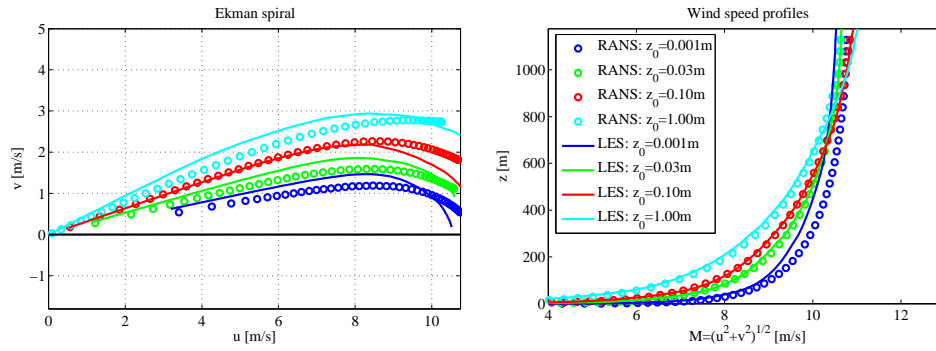 Ekman spiral
5
4
3
2
1
0
−1
v [m/s]
0 2 4 6 8 10
u [m/s]
Wind speed profiles
1000
800
600
400
200
0
z [m]
RANS: z0=0.001m
RANS: z0=0.03m
RANS: z0=0.10m
RANS: z0=1.00m
LES: z0=0.001m
LES: z0=0.03m
LES: z0=0.10m
LES: z0=1.00m
4 6 8 10 12
M=(u²+v²)^1/2 [m/s]